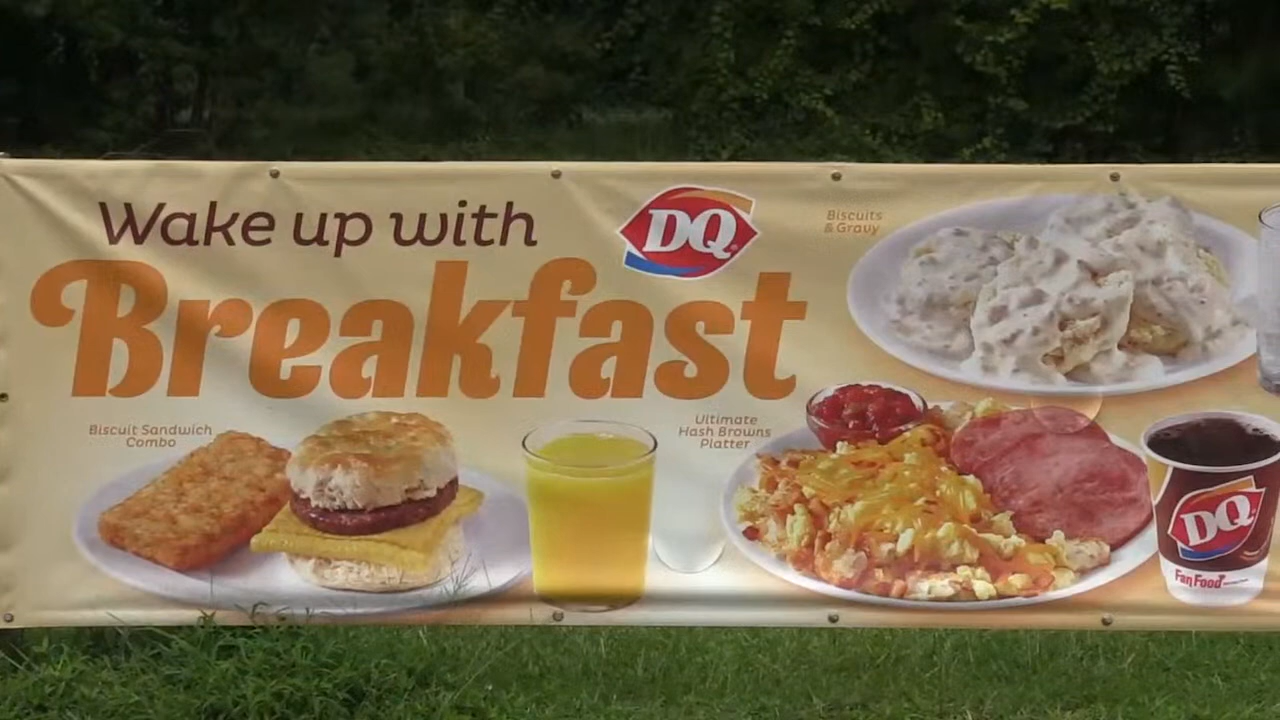 Wake up with
DQ
Breakfast
Biscuits
& Gravy
Biscuit Sandwich
Combo
Ultimate
Hash Browns
Platter
DQ
Fan Food